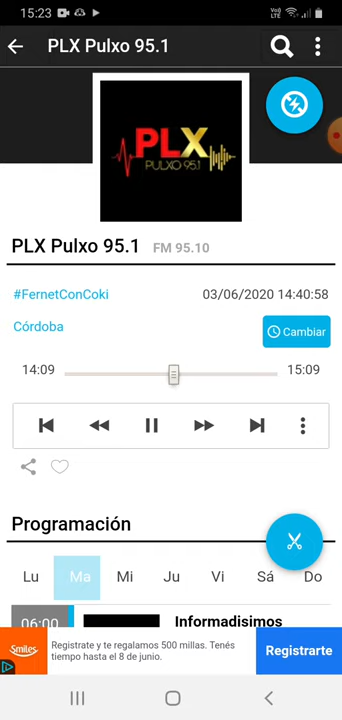 15:23
Vo)) LTE
PLX Pulxo 95.1
PLX
PULXO 95.1
PLX Pulxo 95.1 FM 95.10
#FernetConCoki 03/06/2020 14:40:58
Córdoba
Cambiar
14:09 15:09
Programación
Lu Ma Mi Ju Vi Sá Do
06:00 Informadisimos
Smiles
Registrate y te regalamos 500 millas. Tenés
tiempo hasta el 8 de junio.
Registrarte